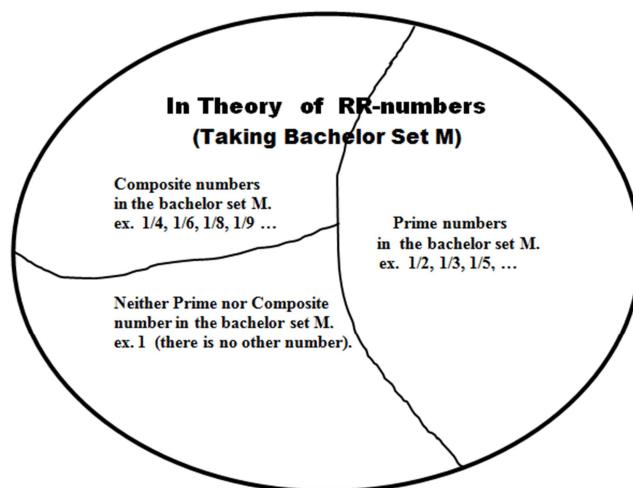 In Theory of RR-numbers
(Taking Bachelor Set M)
Composite numbers
in the bachelor set M.
ex. 1/4, 1/6, 1/8, 1/9 ...
Prime numbers
in the bachelor set M.
ex. 1/2, 1/3, 1/5, ...
Neither Prime nor Composite
number in the bachelor set M.
ex. 1 (there is no other number).